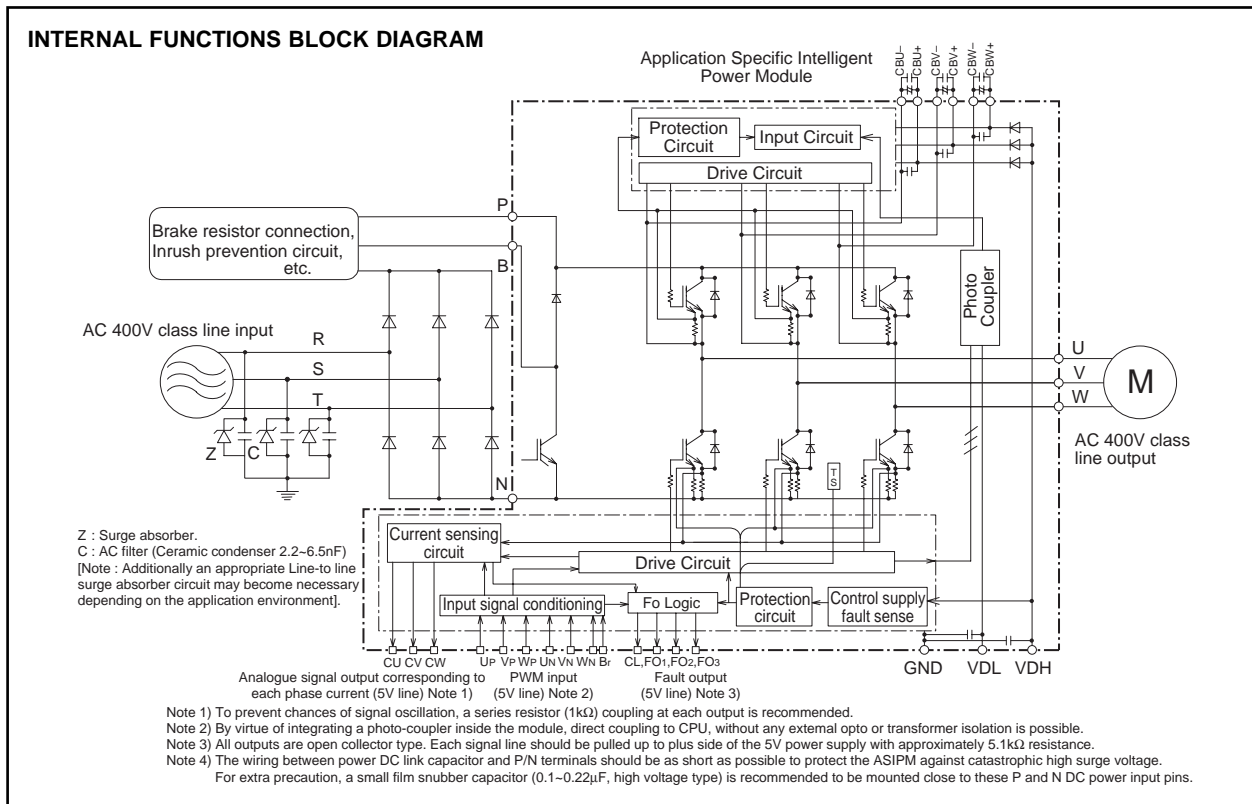 INTERNAL FUNCTIONS BLOCK DIAGRAM
Application Specific Intelligent
Power Module
CBU–
CBU+
CBV–
CBV+
CBW–
CBW+
Protection
Circuit
Input Circuit
Drive Circuit
Brake resistor connection,
Inrush prevention circuit,
etc.
P
B
Photo
Coupler
AC 400V class line input
R
S
T
Z
C
N
U
V
W
M
AC 400V class
line output
T
S
Z : Surge absorber.
C : AC filter (Ceramic condenser 2.2~6.5nF)
[Note : Additionally an appropriate Line-to line
surge absorber circuit may become necessary
depending on the application environment].
Current sensing
circuit
Drive Circuit
Input signal conditioning
Fo Logic
Protection
circuit
Control supply
fault sense
CU CV CW
UP VP WP UN VN WN Br
CL,FO1,FO2,FO3
GND
VDL
VDH
Analogue signal output corresponding to
each phase current (5V line) Note 1)
PWM input
(5V line) Note 2)
Fault output
(5V line) Note 3)
Note 1) To prevent chances of signal oscillation, a series resistor (1kΩ) coupling at each output is recommended.
Note 2) By virtue of integrating a photo-coupler inside the module, direct coupling to CPU, without any external opto or transformer isolation is possible.
Note 3) All outputs are open collector type. Each signal line should be pulled up to plus side of the 5V power supply with approximately 5.1kΩ resistance.
Note 4) The wiring between power DC link capacitor and P/N terminals should be as short as possible to protect the ASIPM against catastrophic high surge voltage.
For extra precaution, a small film snubber capacitor (0.1~0.22µF, high voltage type) is recommended to be mounted close to these P and N DC power input pins.